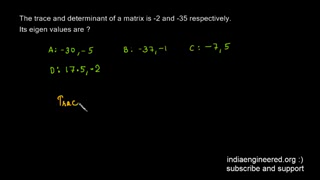 The trace and determinant of a matrix is -2 and -35 respectively.
Its eigen values are ?
A: -30, -5 B: -37, -1 C: -7, 5
D: 17.5, -2
Trac
indiaengineered.org :)
subscribe and support